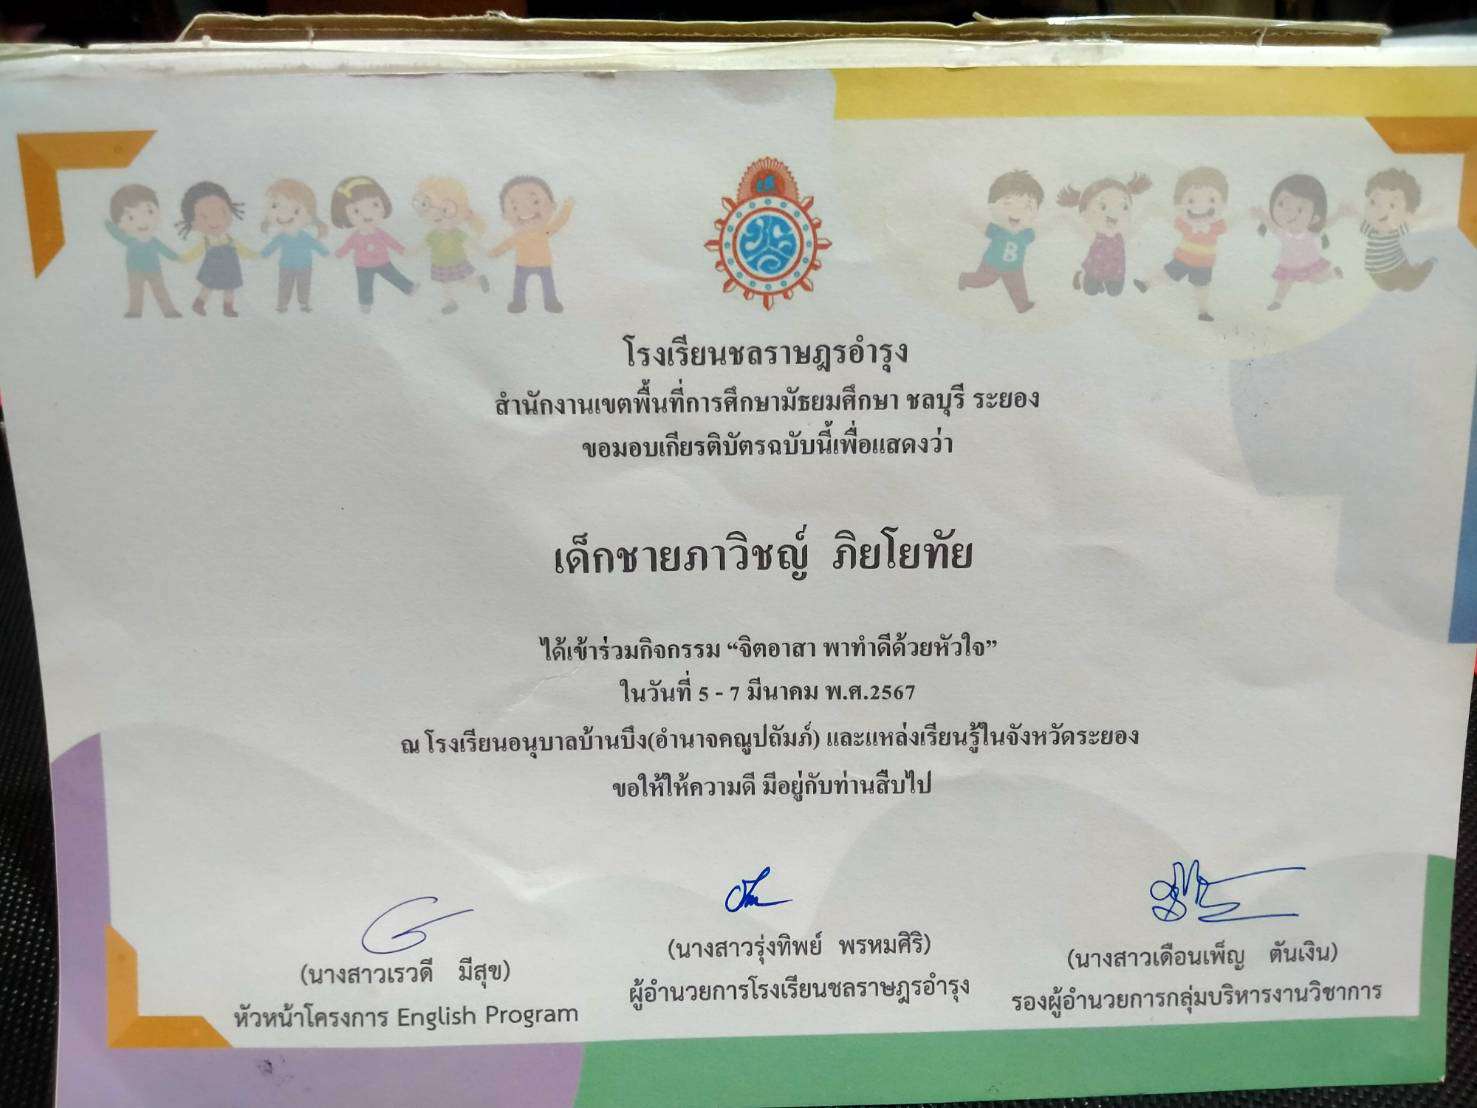 โรงเรียนชลราษฎรอำรุง
สำนักงานเขตพื้นที่การศึกษามัธยมศึกษา ชลบุรี ระยอง
ขอมอบเกียรติบัตรฉบับนี้เพื่อแสดงว่า
เด็กชายภาวิชญ์ ภิยโยทัย
ได้เข้าร่วมกิจกรรม “จิตอาสา พาทำดีด้วยหัวใจ”
ในวันที่ 5 - 7 มีนาคม พ.ศ.2567
ณ โรงเรียนอนุบาลบ้านบึง(อำนาจคณูปถัมภ์) และแหล่งเรียนรู้ในจังหวัดระยอง
ขอให้ให้ความดี มีอยู่กับท่านสืบไป
(นางสาวเรวดี มีสุข)
หัวหน้าโครงการ English Program
(นางสาวรุ่งทิพย์ พรหมศิริ)
ผู้อำนวยการโรงเรียนชลราษฎรอำรุง
(นางสาวเดือนเพ็ญ ตันเงิน)
รองผู้อำนวยการกลุ่มบริหารงานวิชาการ
B